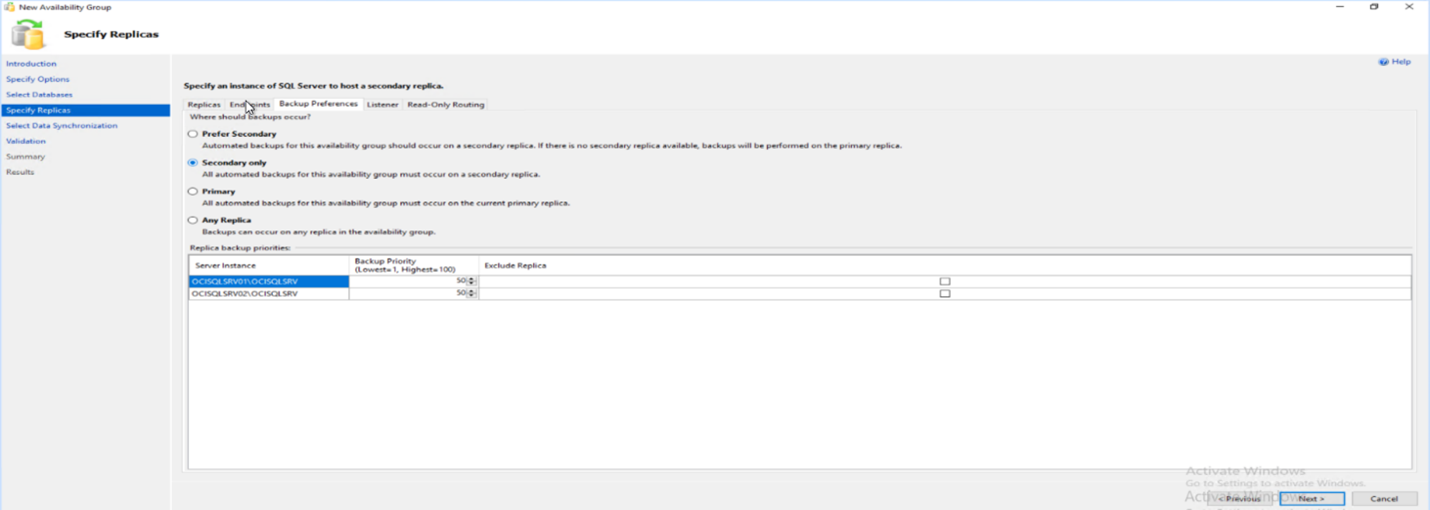 New Availability Group
Specify Replicas
Help
Introduction
Specify Options
Select Databases
Specify Replicas
Select Data Synchronization
Validation
Summary
Results
Specify an instance of SQL Server to host a secondary replica.
Replicas Endpoints Backup Preferences Listener Read-Only Routing
Where should backups occur?
Prefer Secondary
Automated backups for this availability group should occur on a secondary replica. If there is no secondary replica available, backups will be performed on the primary replica.
Secondary only
All automated backups for this availability group must occur on a secondary replica.
Primary
All automated backups for this availability group must occur on the current primary replica.
Any Replica
Backups can occur on any replica in the availability group.
Replica backup priorities:
Server Instance Backup Priority (Lowest=1, Highest=100) Exclude Replica
OCISQLSRV01\OCISQLSRV 50
OCISQLSRV02\OCISQLSRV 50
Activate Windows
Go to Settings to activate Windows.
Activate Windows
< Previous Next > Cancel